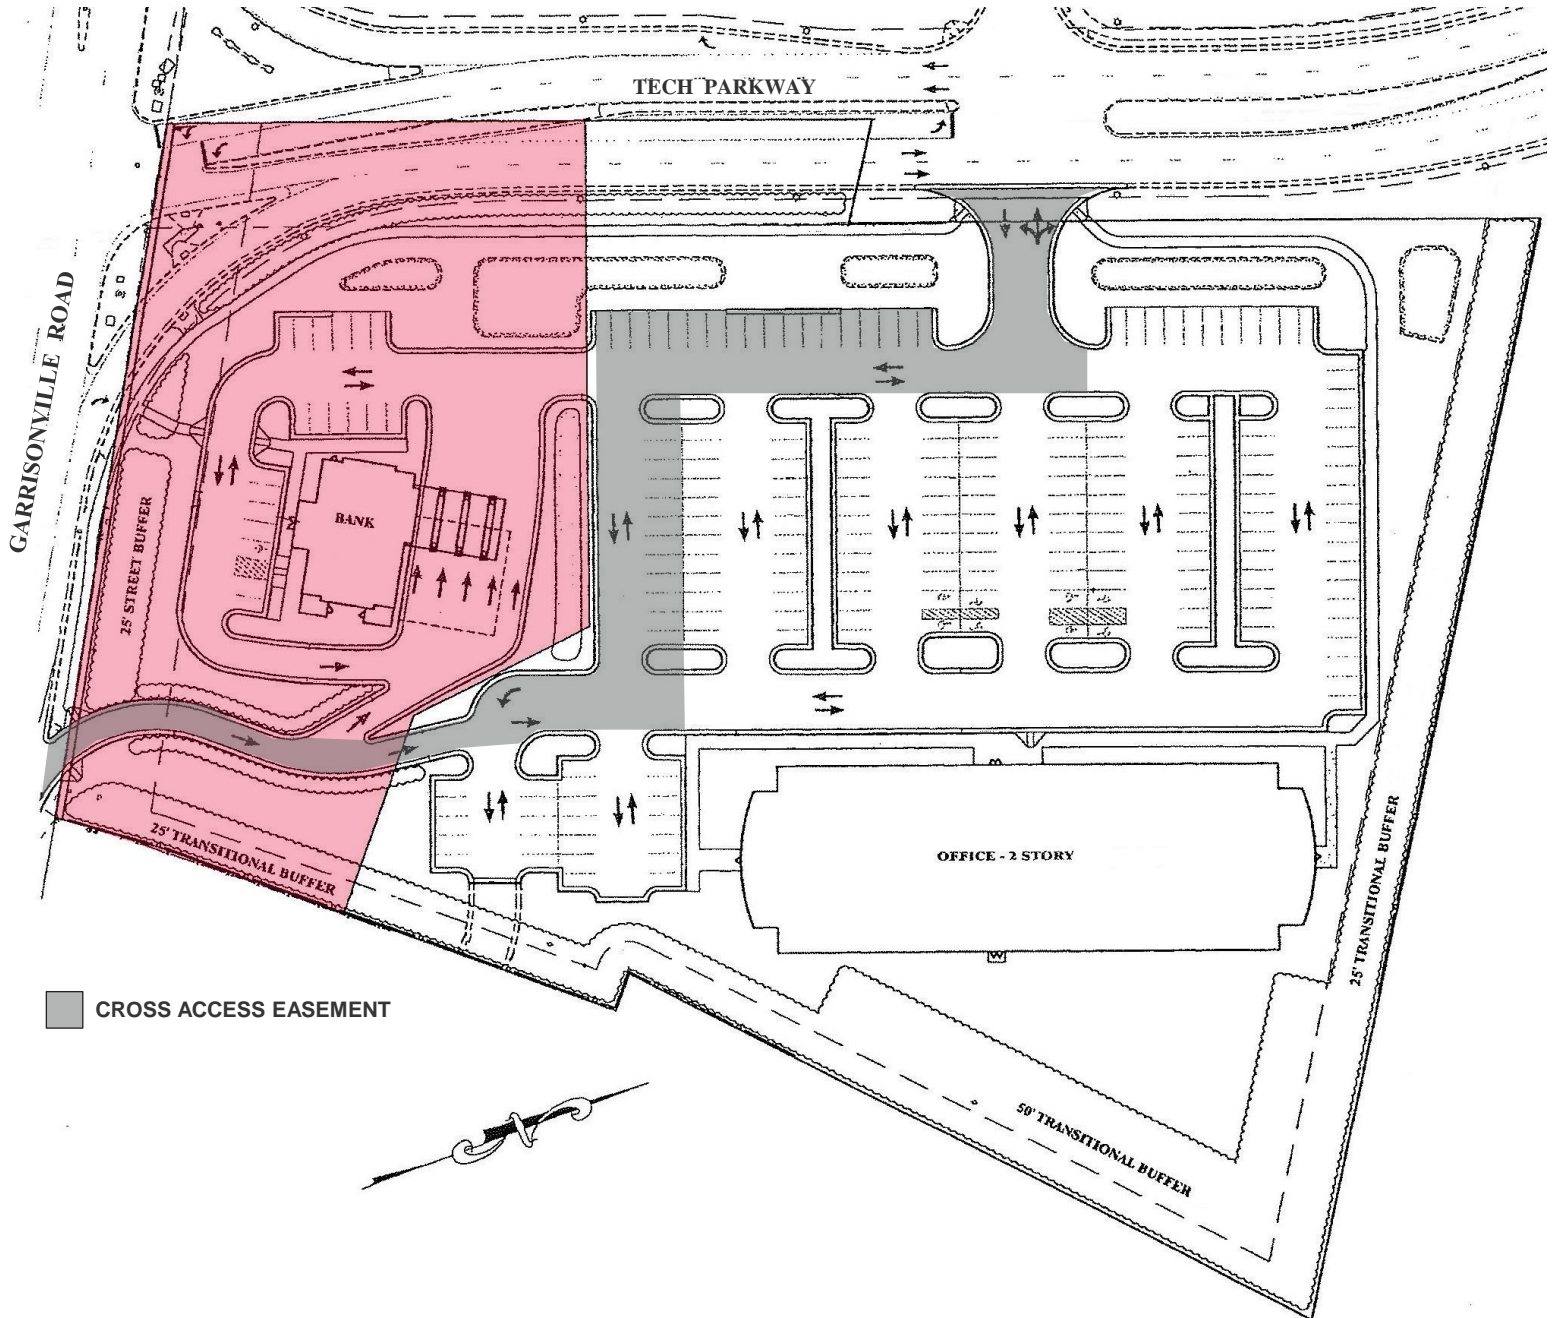 TECH PARKWAY
GARRISONVILLE ROAD
25' STREET BUFFER
BANK
25' TRANSITIONAL BUFFER
OFFICE - 2 STORY
25' TRANSITIONAL BUFFER
CROSS ACCESS EASEMENT
50' TRANSITIONAL BUFFER
N